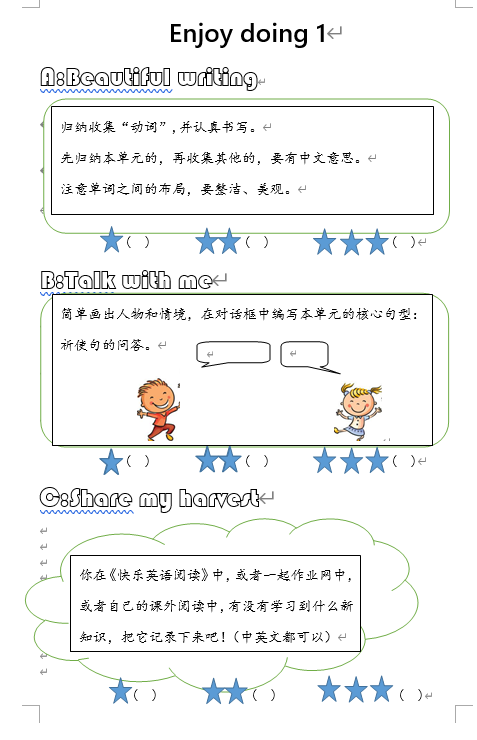 Enjoy doing 1
A:Beautiful writing
归纳收集“动词”，并认真书写。
先归纳本单元的，再收集其他的，要有中文意思。
注意单词之间的布局，要整洁、美观。
（ ） （ ） （ ）
B:Talk with me
简单画出人物和情境，在对话框中编写本单元的核心句型：
祈使句的问答。
（ ） （ ） （ ）
C:Share my harvest
你在《快乐英语阅读》中，或者一起作业网中，
或者自己的课外阅读中，有没有学习到什么新
知识，把它记录下来吧！（中英文都可以）
（ ） （ ） （ ）